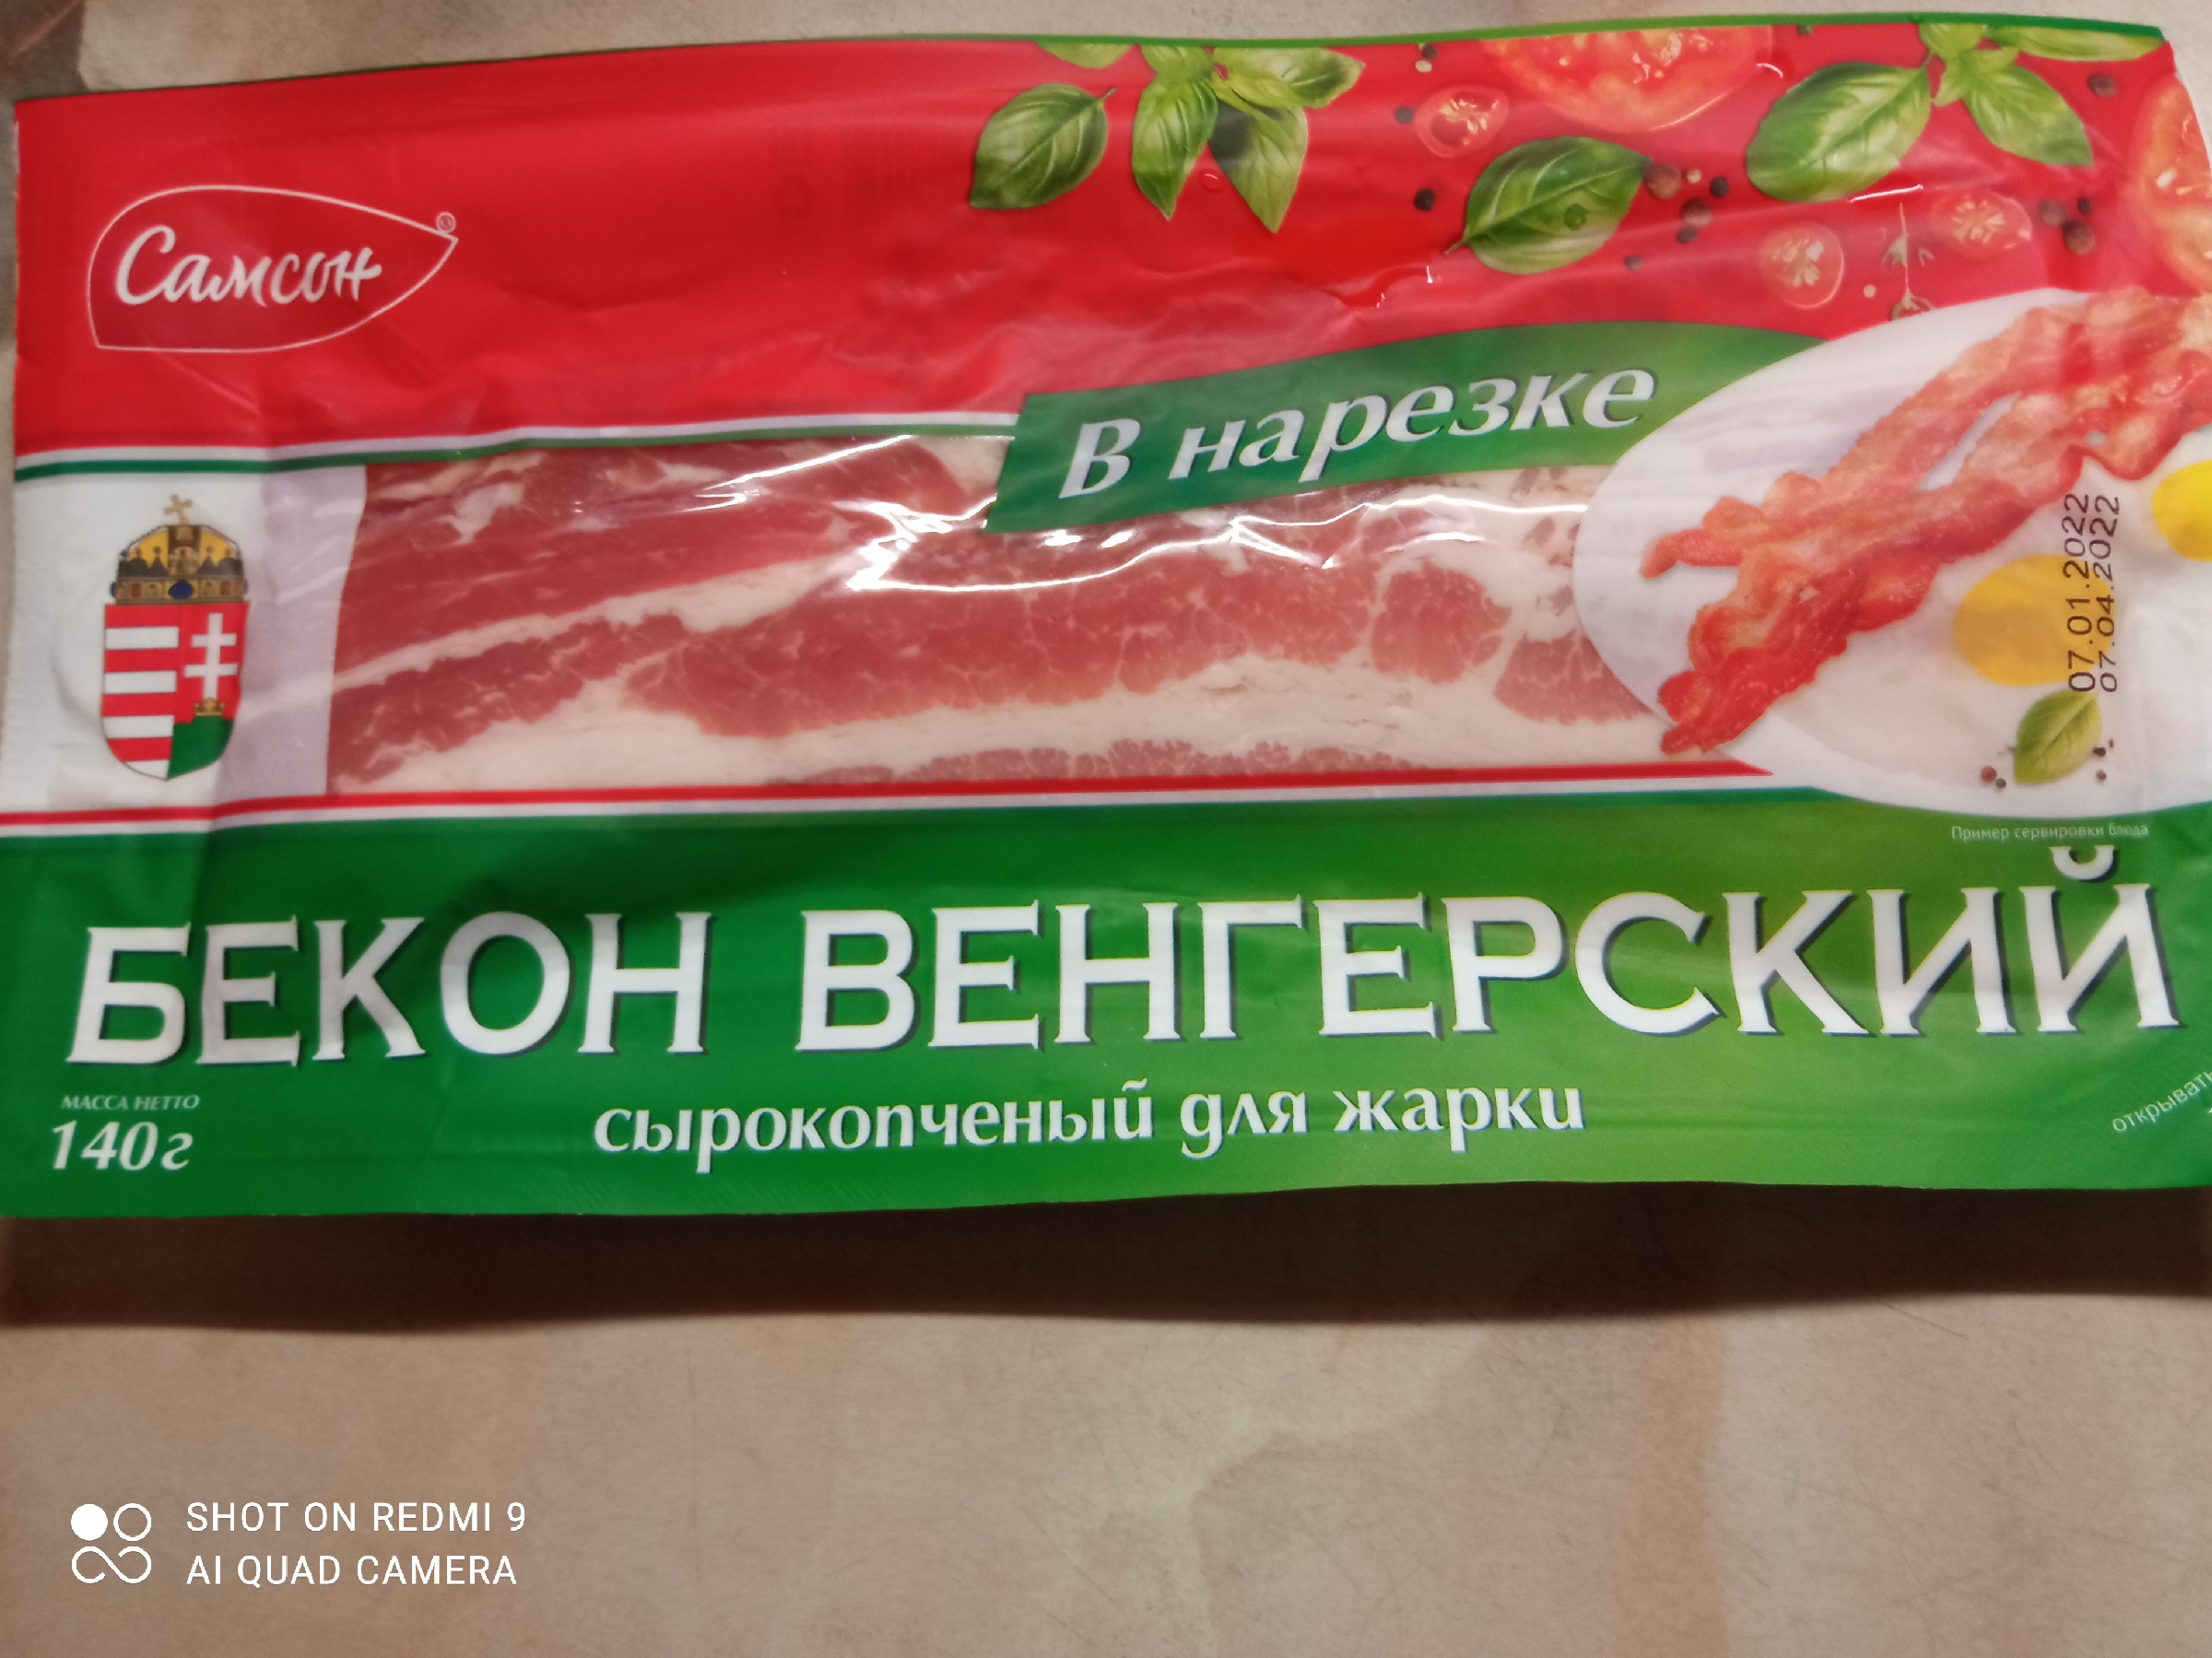 Самсон®
В нарезке
07.01.2022
07.04.2022
Пример сервировки блюда
БЕКОН ВЕНГЕРСКИЙ
МАССА НЕТТО
140г
сырокопченый для жарки
открывать
SHOT ON REDMI 9
AI QUAD CAMERA